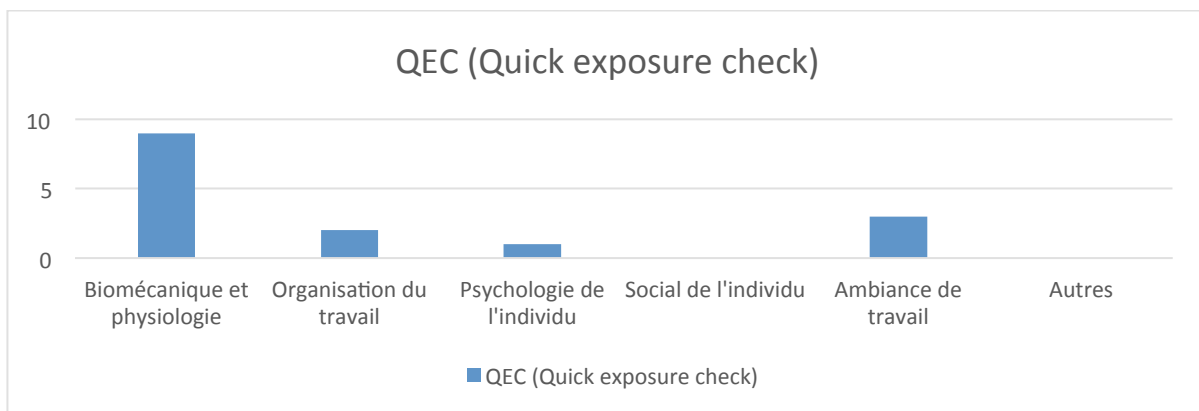 QEC (Quick exposure check)
10
5
0
Biomécanique et
physiologie
Organisation du
travail
Psychologie de
l'individu
Social de l'individu
Ambiance de
travail
Autres
QEC (Quick exposure check)